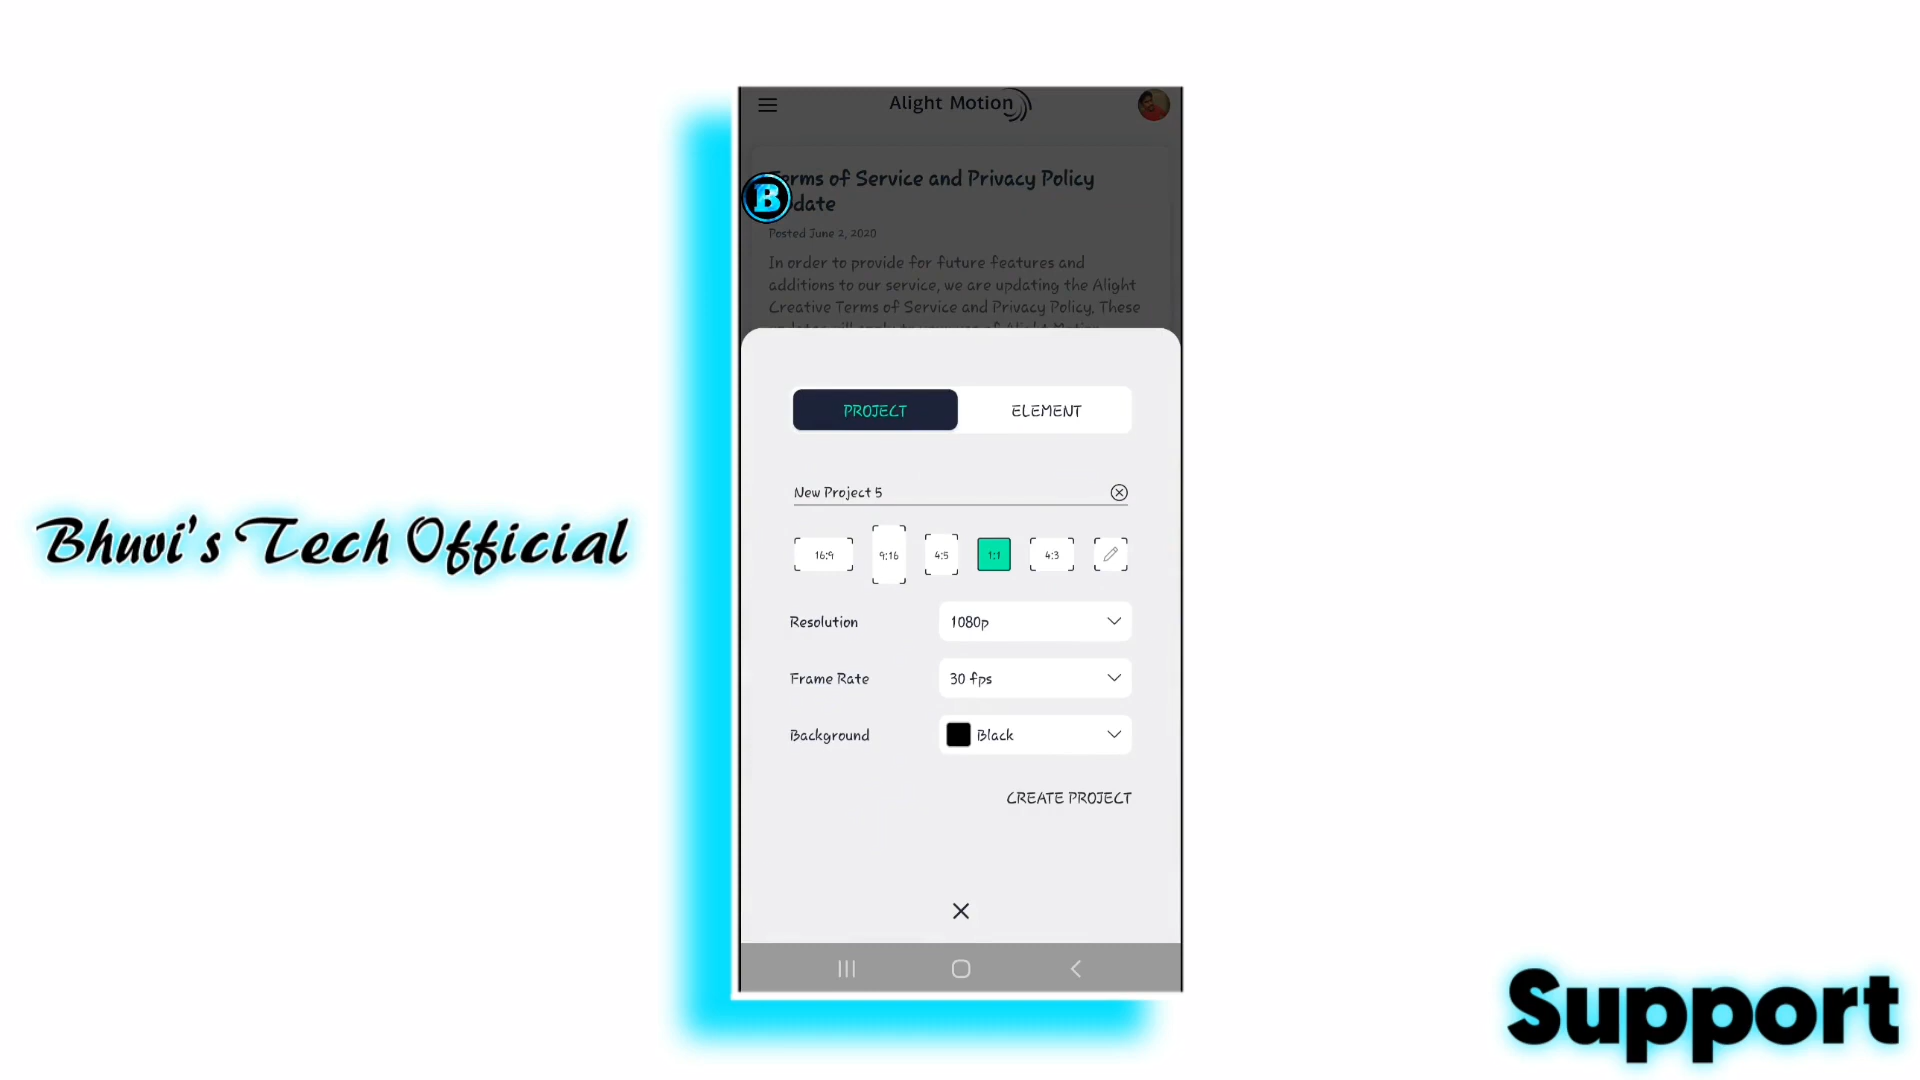 Alight Motion
Terms of Service and Privacy Policy
date
Posted June 2, 2020
In order to provide for future features and
additions to our service, we are updating the Alight
Creative Terms of Service and Privacy Policy. These
B
PROJECT
ELEMENT
New Project 5
16:9
9:16
4:5
1:1
4:3
Resolution
1080p
Frame Rate
30 fps
Background
Black
CREATE PROJECT
Bhuvi's Tech Official
Support